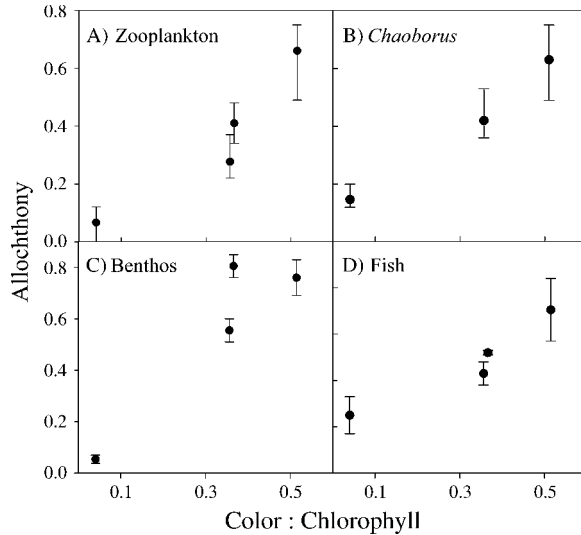 A) Zooplankton
B) Chaoborus
0.8
0.6
0.4
0.2
0.0
Allochthony
C) Benthos
D) Fish
0.8
0.6
0.4
0.2
0.0
0.1 0.3 0.5 0.1 0.3 0.5
Color : Chlorophyll